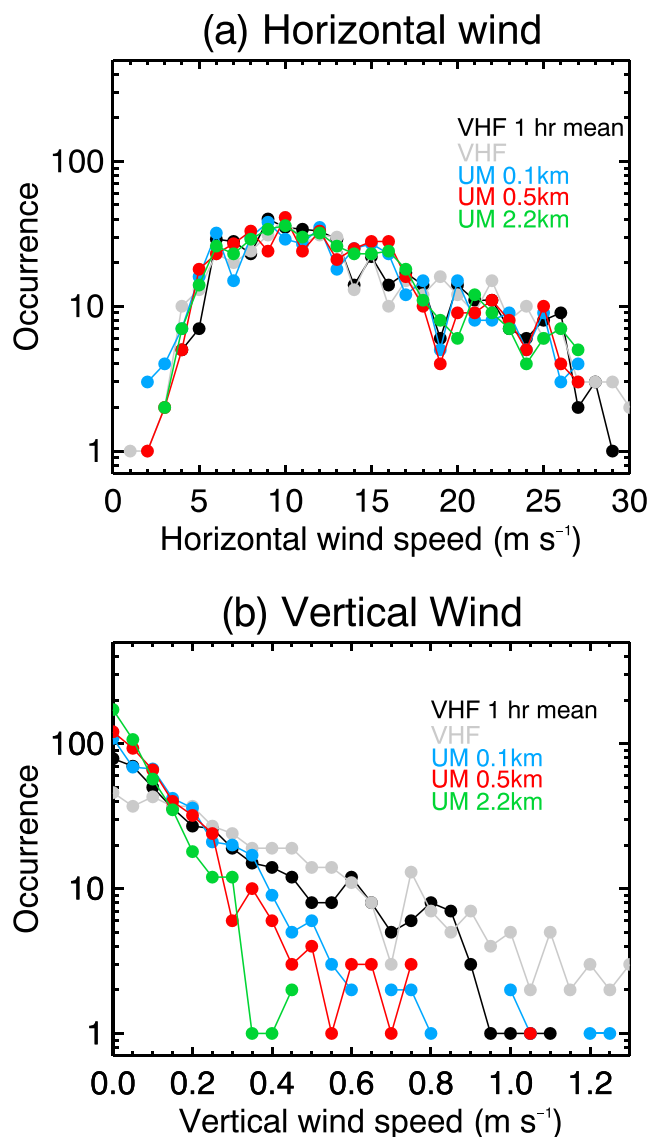 (a) Horizontal wind
Occurrence
100
10
1
VHF 1 hr mean
VHF
UM 0.1km
UM 0.5km
UM 2.2km
0 5 10 15 20 25 30
Horizontal wind speed (m s⁻¹)
(b) Vertical Wind
Occurrence
100
10
1
VHF 1 hr mean
VHF
UM 0.1km
UM 0.5km
UM 2.2km
0.0 0.2 0.4 0.6 0.8 1.0 1.2
Vertical wind speed (m s⁻¹)